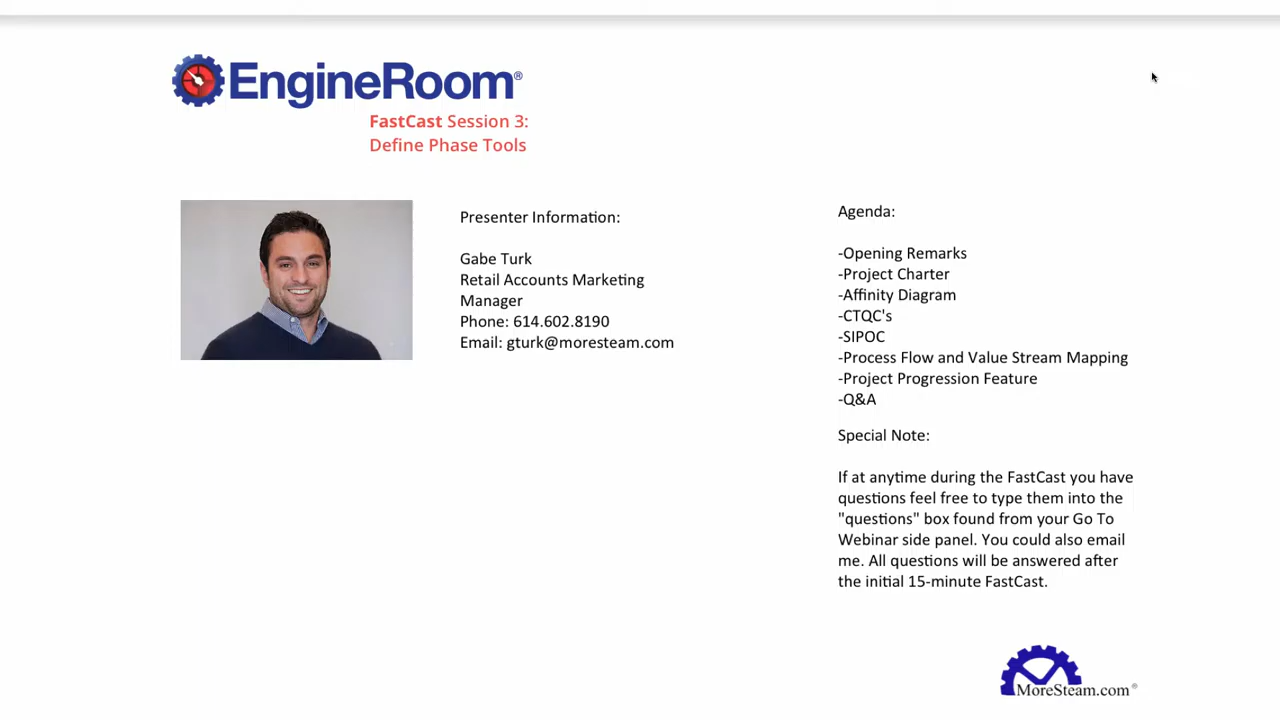 EngineRoom®
FastCast Session 3:
Define Phase Tools
Presenter Information:
Gabe Turk
Retail Accounts Marketing
Manager
Phone: 614.602.8190
Email: gturk@moresteam.com
Agenda:
-Opening Remarks
-Project Charter
-Affinity Diagram
-CTQC's
-SIPOC
-Process Flow and Value Stream Mapping
-Project Progression Feature
-Q&A
Special Note:
If at anytime during the FastCast you have
questions feel free to type them into the
"questions" box found from your Go To
Webinar side panel. You could also email
me. All questions will be answered after
the initial 15-minute FastCast.
MoreSteam.com®